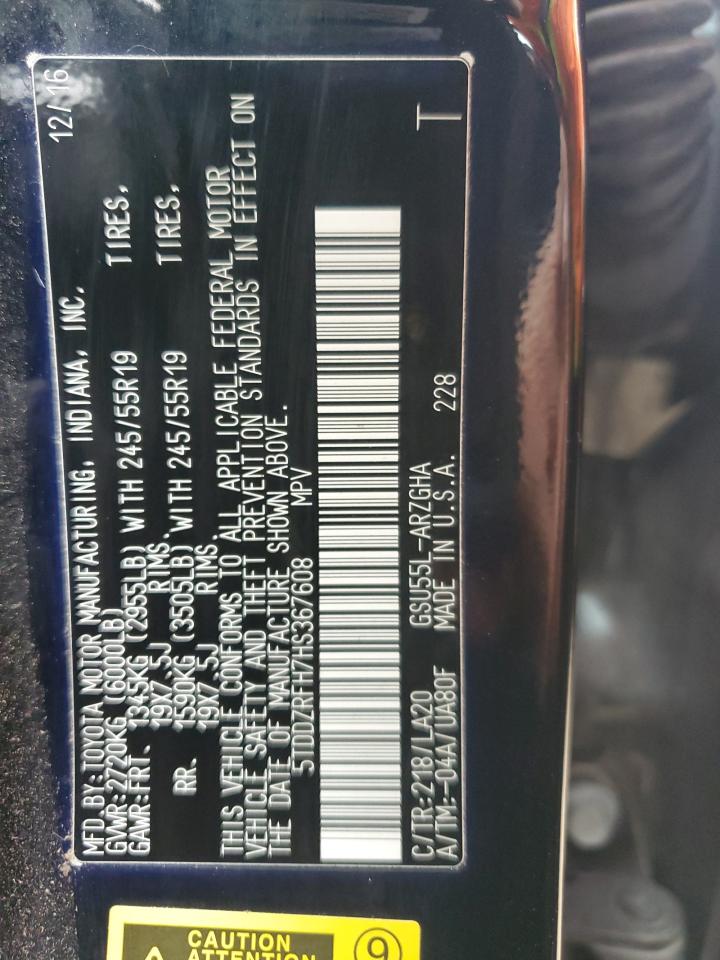 MFD.BY:TOYOTA MOTOR MANUFACTURING, INDIANA, INC. 12/16
GVWR:2720KG (6000LB)
GAWR:FRT. 1345KG (2955LB) WITH 245/55R19 TIRES,
19X7.5J RIMS.
RR. 1590KG (3505LB) WITH 245/55R19 TIRES,
19X7.5J RIMS.
THIS VEHICLE CONFORMS TO ALL APPLICABLE FEDERAL MOTOR
VEHICLE SAFETY AND THEFT PREVENTION STANDARDS IN EFFECT ON
THE DATE OF MANUFACTURE SHOWN ABOVE.
5TDDZRFH7HS367608 MPV
C/TR:218/LA20 GSU55L-ARZGHA T
A/TM:-04A/UA80F MADE IN U.S.A. 228
CAUTION
ATTENTION
9